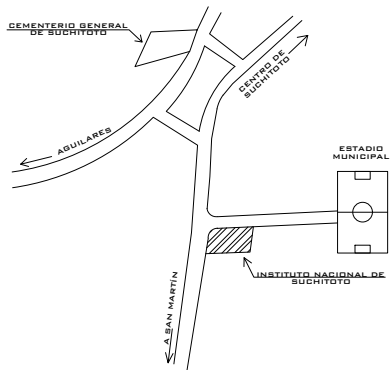 CEMENTERIO GENERAL
DE SUCHITOTO
CENTRO DE
SUCHITOTO
AGUILARES
ESTADIO
MUNICIPAL
INSTITUTO NACIONAL DE
SUCHITOTO
A SAN MARTÍN